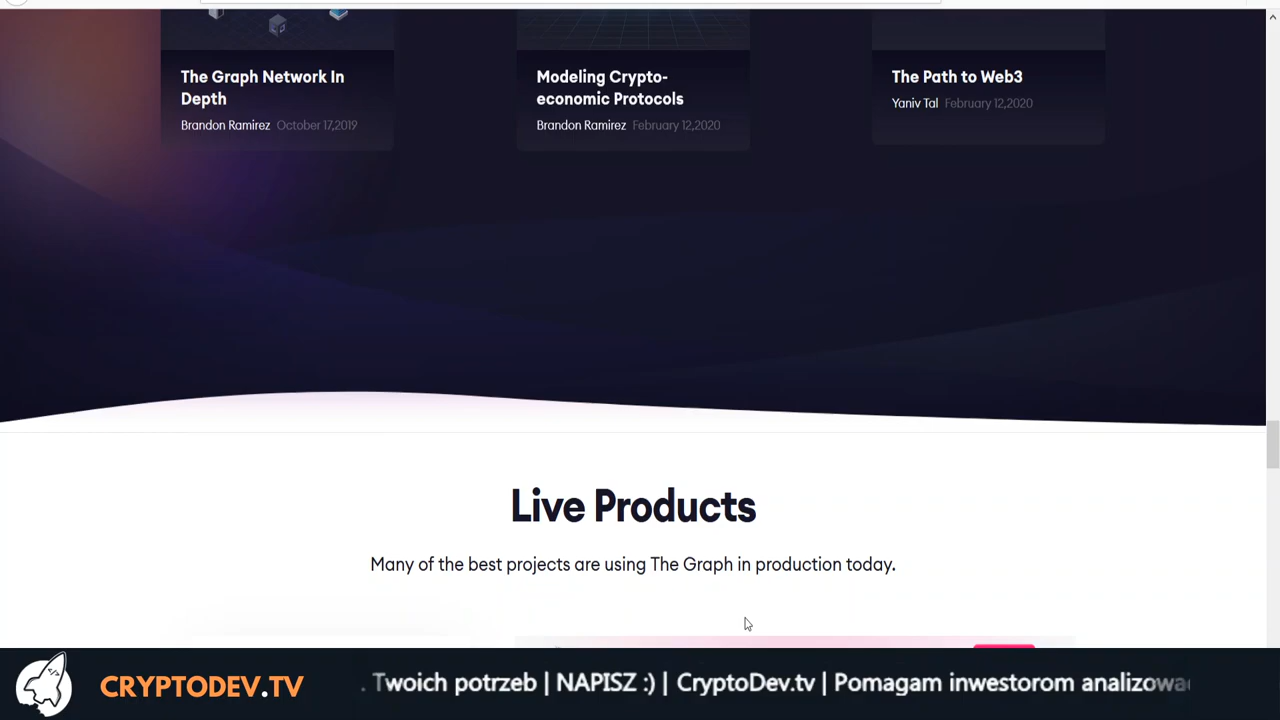 The Graph Network In
Depth
Brandon Ramirez October 17,2019
Modeling Crypto-
economic Protocols
Brandon Ramirez February 12,2020
The Path to Web3
Yaniv Tal February 12,2020
Live Products
Many of the best projects are using The Graph in production today.
CRYPTODEV.TV
. Twoich potrzeb | NAPISZ :) | CryptoDev.tv | Pomagam inwestorom analizowa